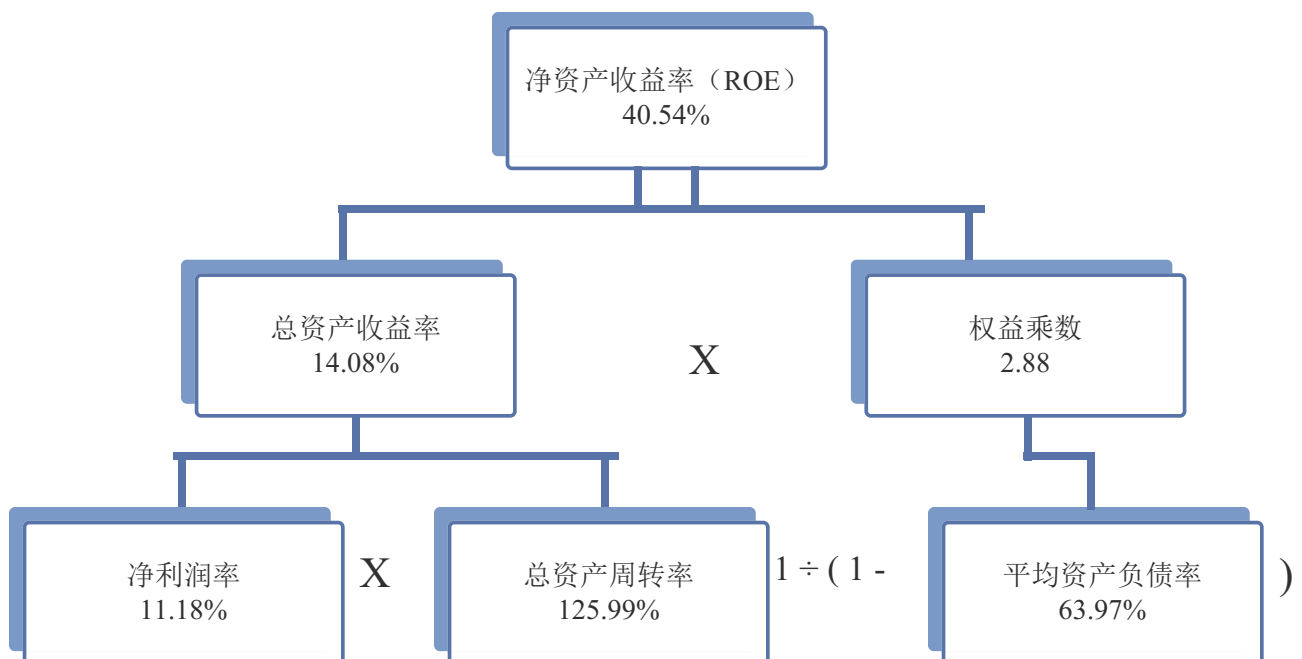 净资产收益率（ROE）
40.54%
总资产收益率
14.08%
X
权益乘数
2.88
净利润率
11.18%
X
总资产周转率
125.99%
1 ÷ ( 1 -
平均资产负债率
63.97%
)